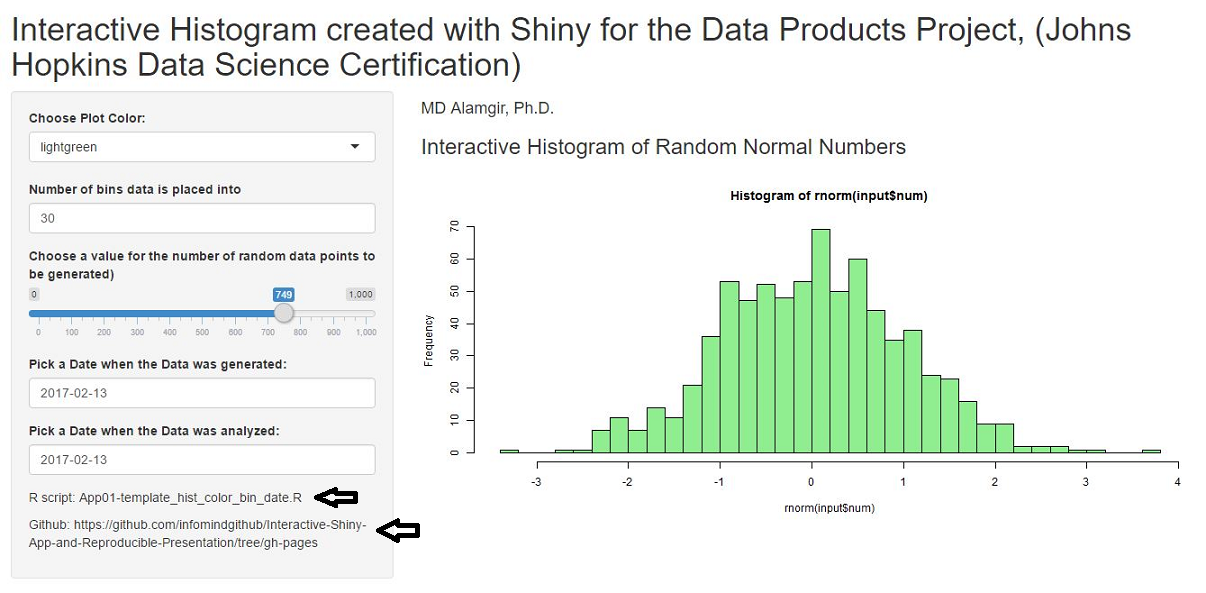 Interactive Histogram created with Shiny for the Data Products Project, (Johns
Hopkins Data Science Certification)
Choose Plot Color:
lightgreen
Number of bins data is placed into
30
Choose a value for the number of random data points to
be generated)
0 749 1,000
0 100 200 300 400 500 600 700 800 900 1,000
Pick a Date when the Data was generated:
2017-02-13
Pick a Date when the Data was analyzed:
2017-02-13
R script: App01-template_hist_color_bin_date.R
Github: https://github.com/infomindgithub/Interactive-Shiny-
App-and-Reproducible-Presentation/tree/gh-pages
MD Alamgir, Ph.D.
Interactive Histogram of Random Normal Numbers
Histogram of rnorm(input$num)
Frequency
70
60
50
40
30
20
10
0
-3 -2 -1 0 1 2 3 4
rnorm(input$num)